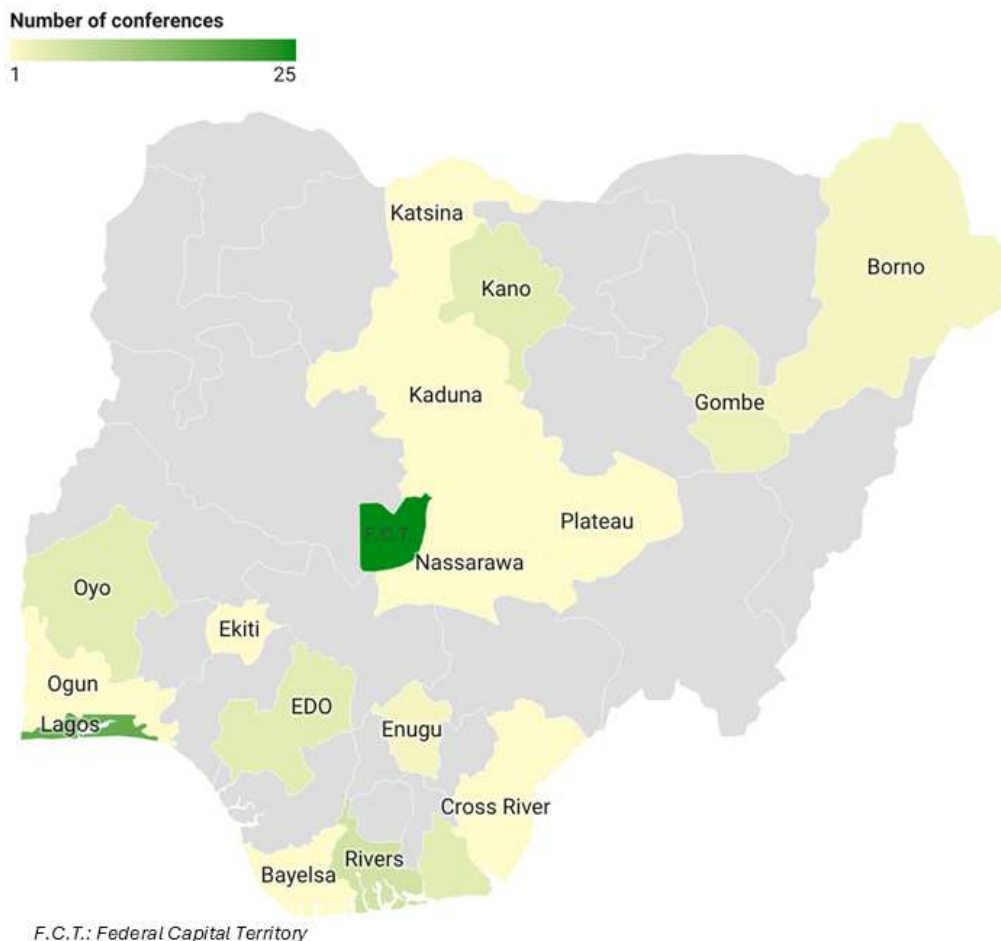 Number of conferences
1 25
Katsina
Borno
Kano
Kaduna
Gombe
Plateau
F.C.T.
Nassarawa
Oyo
Ekiti
Ogun
EDO
Lagos
Enugu
Cross River
Rivers
Bayelsa
F.C.T.: Federal Capital Territory